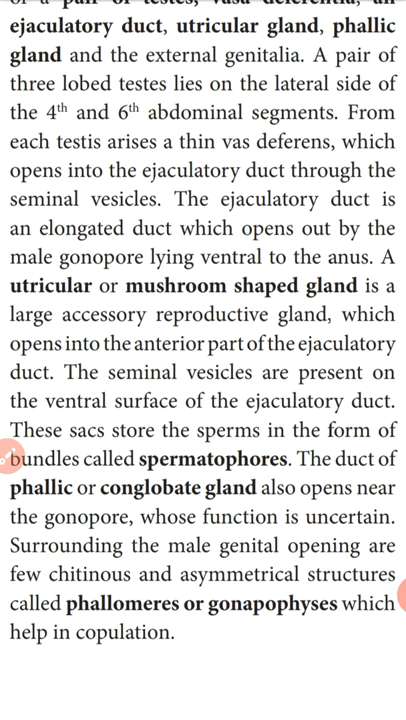 of a pair of testes, vasa deferentia, an
ejaculatory duct, utricular gland, phallic
gland and the external genitalia. A pair of
three lobed testes lies on the lateral side of
the 4th and 6th abdominal segments. From
each testis arises a thin vas deferens, which
opens into the ejaculatory duct through the
seminal vesicles. The ejaculatory duct is
an elongated duct which opens out by the
male gonopore lying ventral to the anus. A
utricular or mushroom shaped gland is a
large accessory reproductive gland, which
opens into the anterior part of the ejaculatory
duct. The seminal vesicles are present on
the ventral surface of the ejaculatory duct.
These sacs store the sperms in the form of
bundles called spermatophores. The duct of
phallic or conglobate gland also opens near
the gonopore, whose function is uncertain.
Surrounding the male genital opening are
few chitinous and asymmetrical structures
called phallomeres or gonapophyses which
help in copulation.